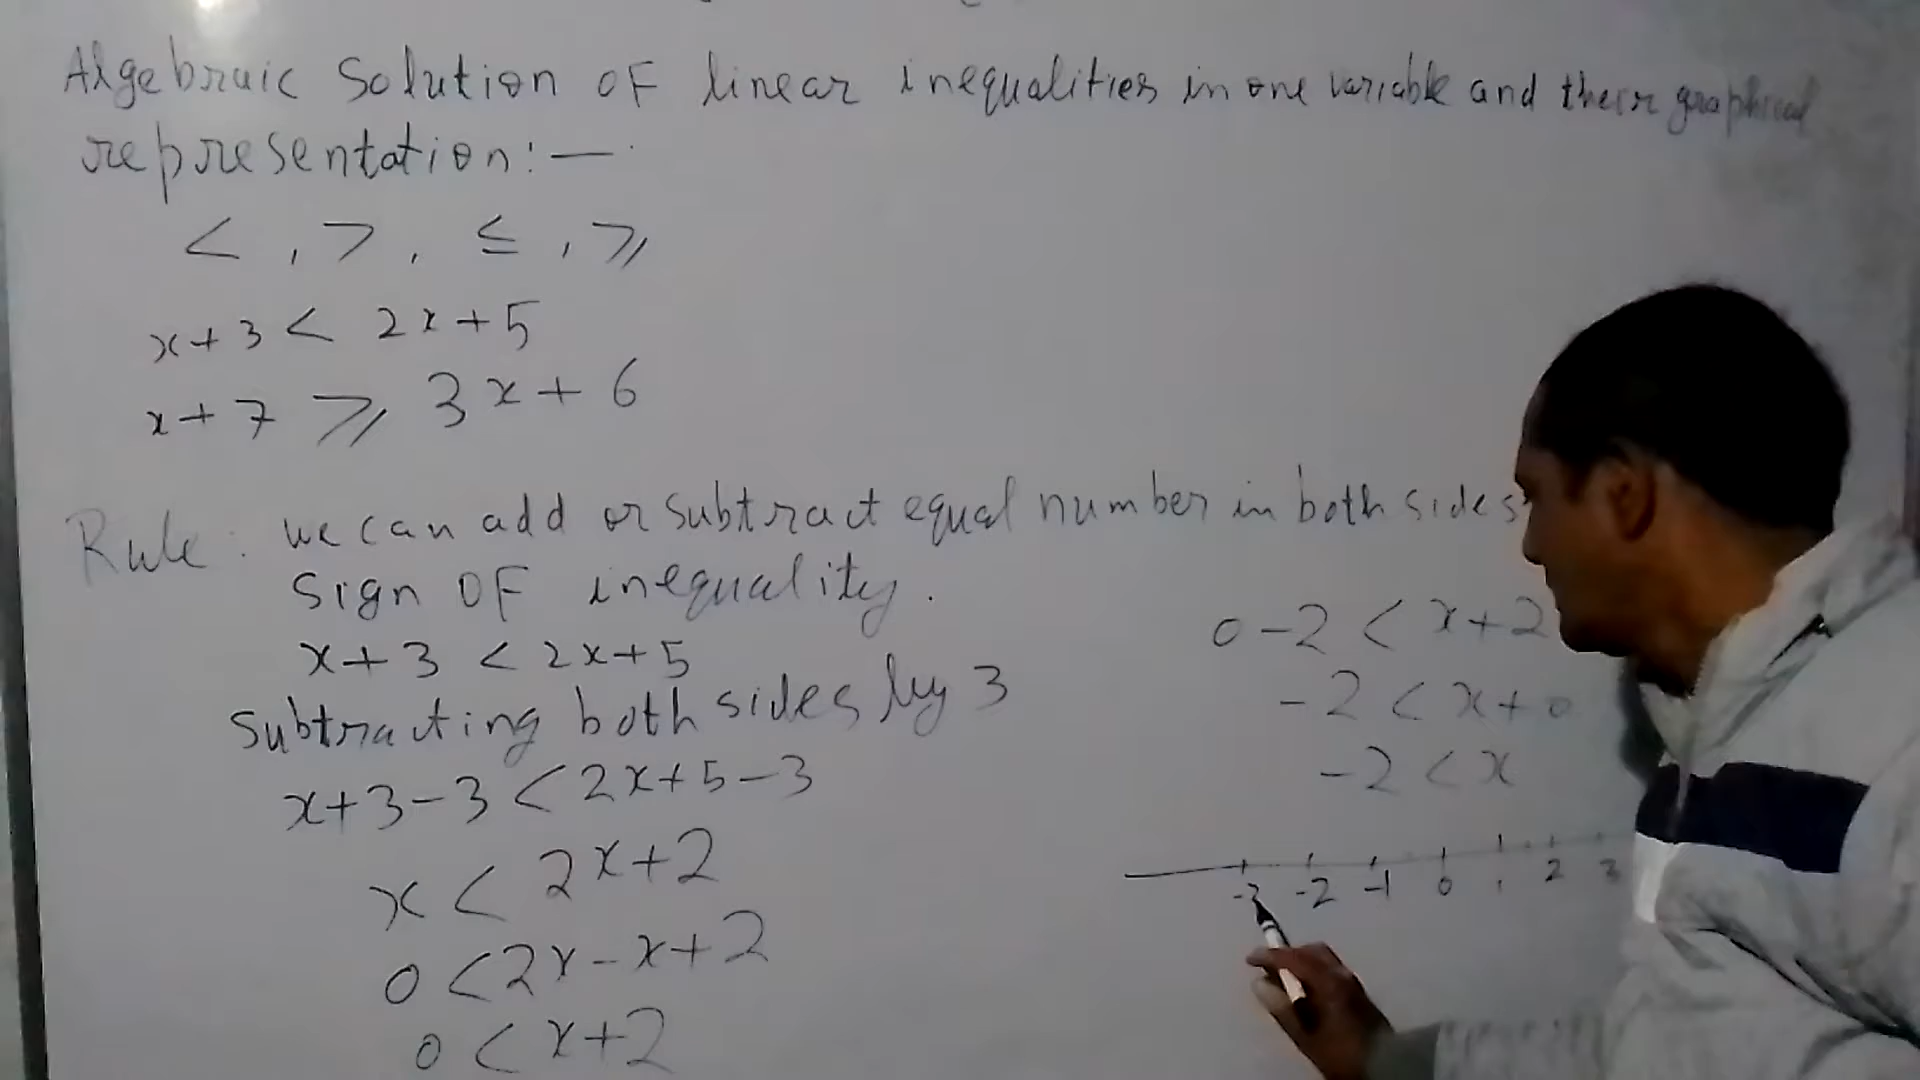 Algebraic Solution OF linear inequalities in one variable and their graphical
representation:—
< , > , ≤ , ≥
x+3 < 2x+5
x+7 ≥ 3x+6
Rule: we can add or subtract equal number in both sides
sign OF inequality.
x+3 < 2x+5
Subtracting both sides by 3
x+3-3 < 2x+5-3
x < 2x+2
0 < 2x-x+2
0 < x+2
0-2 < x+2
-2 < x+0
-2 < x
-3 -2 -1 0 1 2 3